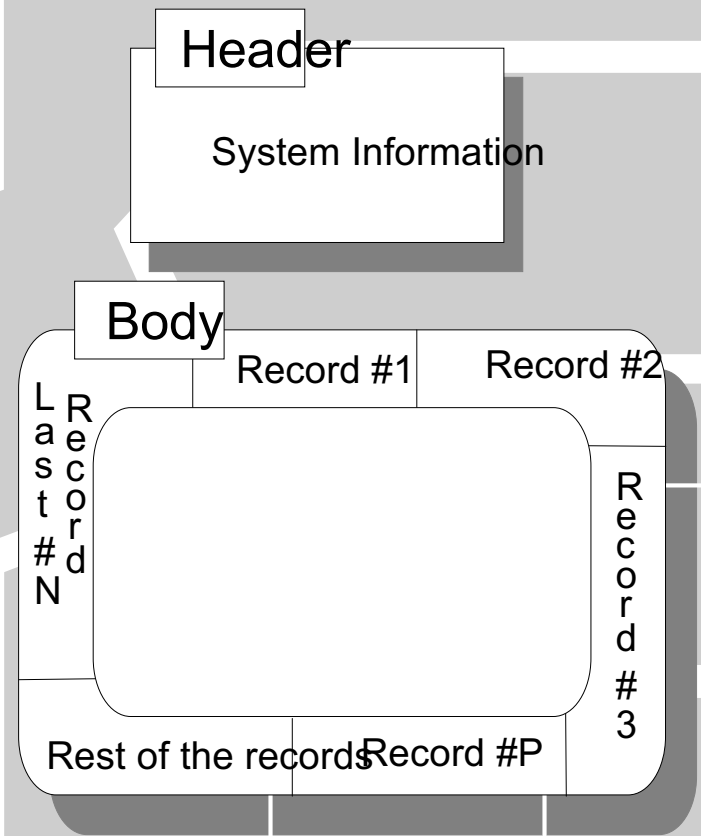 Header
System Information
Body
Record #1
Record #2
Record #3
Record #P
Rest of the records
Last #N
Record